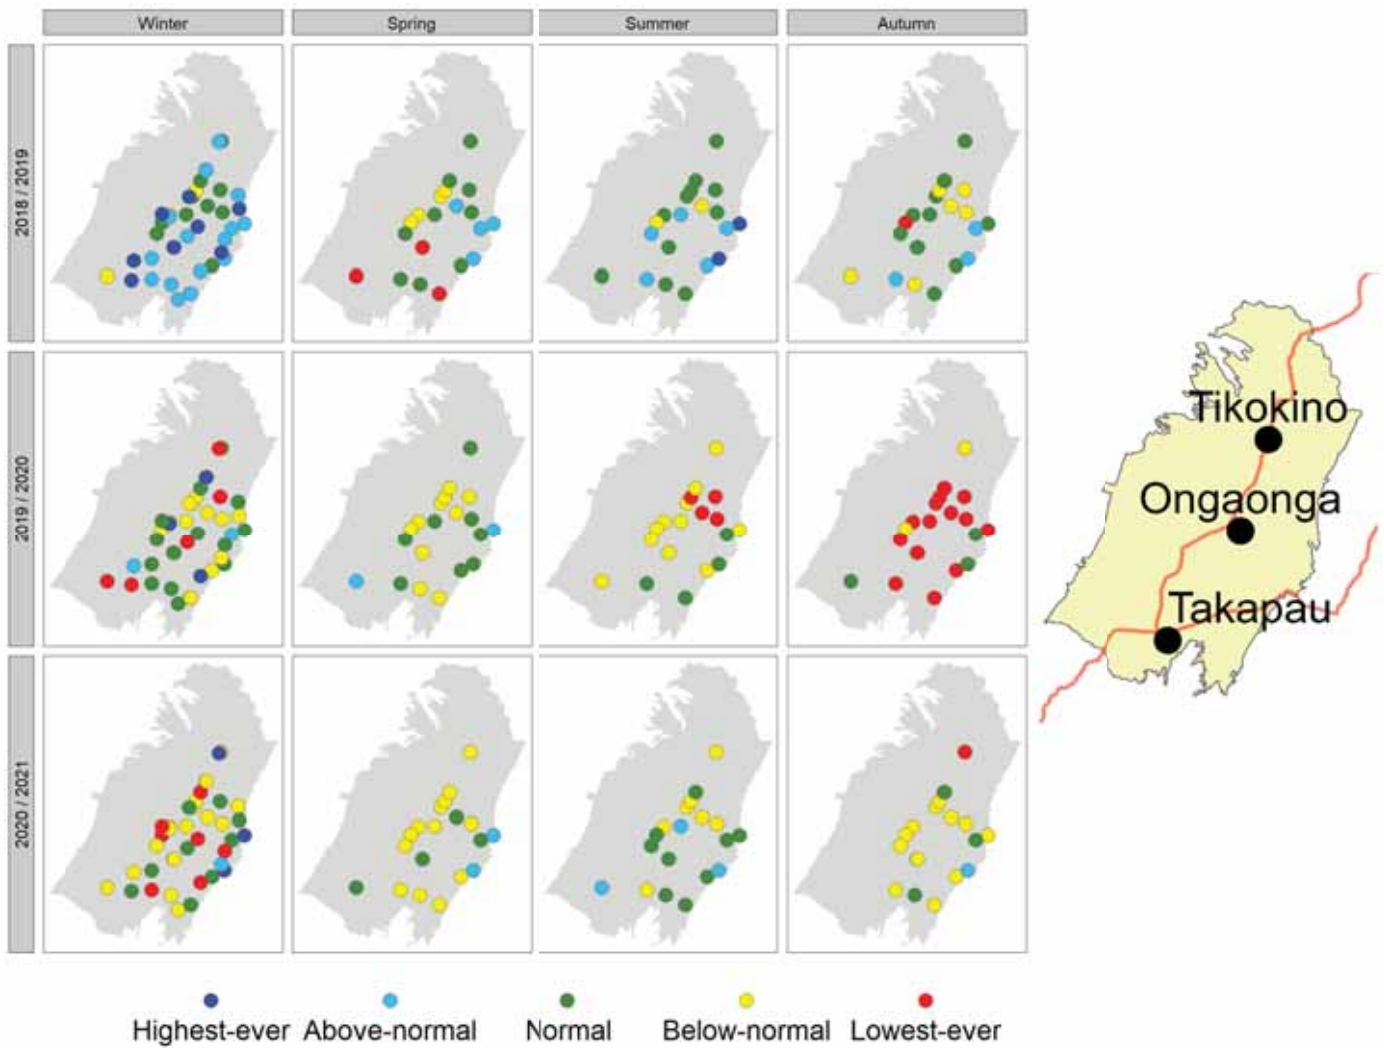 Winter Spring Summer Autumn
2018 / 2019
2019 / 2020
2020 / 2021
Tikokino
Ongaonga
Takapau
Highest-ever Above-normal Normal Below-normal Lowest-ever